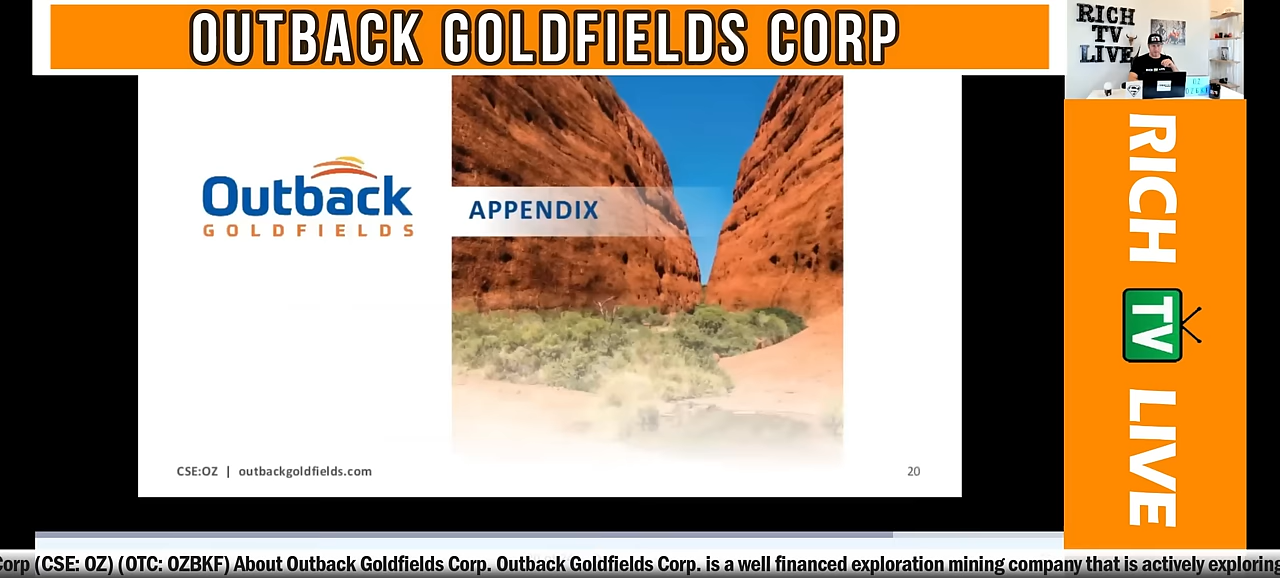 OUTBACK GOLDFIELDS CORP
RICH
TV
LIVE
Outback
GOLDFIELDS
APPENDIX
CSE:OZ | outbackgoldfields.com
20
RICH TV LIVE
Corp (CSE: OZ) (OTC: OZBKF) About Outback Goldfields Corp. Outback Goldfields Corp. is a well financed exploration mining company that is actively exploring